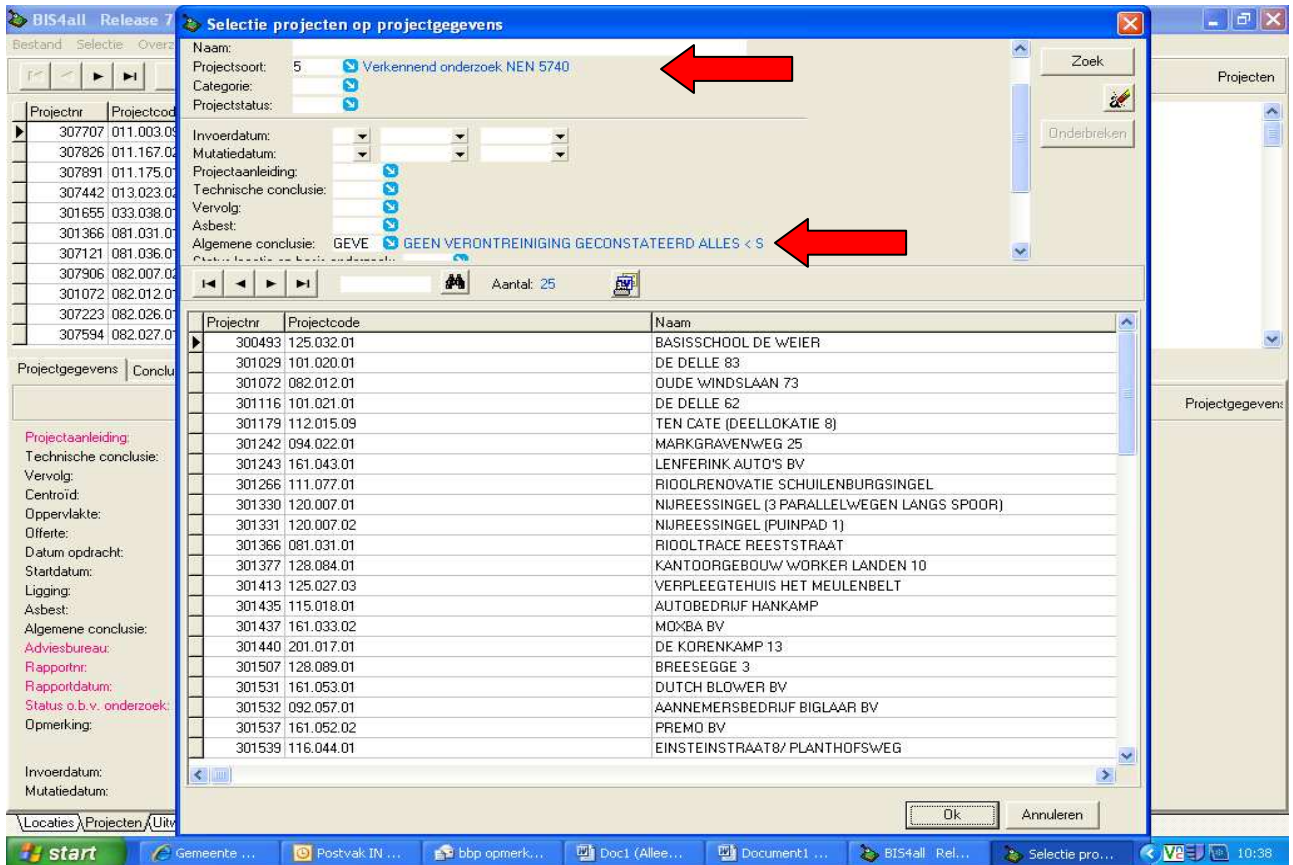 BIS4all Release 7
Selectie projecten op projectgegevens
Bestand Selectie Overz
Naam:
Projectsoort: 5 Verkennend onderzoek NEN 5740
Categorie:
Projectstatus:
Invoerdatum:
Mutatiedatum:
Projectaanleiding:
Technische conclusie:
Vervolg:
Asbest:
Algemene conclusie: GEVE GEEN VERONTREINIGING GECONSTATEERD ALLES < S
Zoek
Onderbreken
Projecten
Aantal: 25
Projectnr Projectcod
307707 011.003.09
307826 011.167.02
307891 011.175.01
307442 013.023.02
301655 033.038.01
301366 081.031.01
307121 081.036.01
307906 082.007.02
301072 082.012.01
307223 082.026.01
307594 082.027.01
Projectgegevens Conclu
Projectgegevens
Projectaanleiding:
Technische conclusie:
Vervolg:
Centroïd:
Oppervlakte:
Offerte:
Datum opdracht:
Startdatum:
Ligging:
Asbest:
Algemene conclusie:
Adviesbureau:
Rapportnr:
Rapportdatum:
Status o.b.v. onderzoek:
Opmerking:
Invoerdatum:
Mutatiedatum:
Locaties Projecten Uitw
Projectnr Projectcode Naam
300493 125.032.01 BASISSCHOOL DE WEIER
301029 101.020.01 DE DELLE 83
301072 082.012.01 OUDE WINDSLAAN 73
301116 101.021.01 DE DELLE 62
301179 112.015.09 TEN CATE (DEELLOKATIE 8)
301242 094.022.01 MARKGRAVENWEG 25
301243 161.043.01 LENFERINK AUTO'S BV
301266 111.077.01 RIOOLRENOVATIE SCHUILENBURGSINGEL
301330 120.007.01 NIJREESSINGEL (3 PARALLELWEGEN LANGS SPOOR)
301331 120.007.02 NIJREESSINGEL (PUINPAD 1)
301366 081.031.01 RIOOLTRACE REESTSTRAAT
301377 128.084.01 KANTOORGEBOUW WORKER LANDEN 10
301413 125.027.03 VERPLEEGTEHUIS HET MEULENBELT
301435 115.018.01 AUTOBEDRIJF HANKAMP
301437 161.033.02 MOXBA BV
301440 201.017.01 DE KORENKAMP 13
301507 128.089.01 BREESEGGE 3
301531 161.053.01 DUTCH BLOWER BV
301532 092.057.01 AANNEMERSBEDRIJF BIGLAAR BV
301537 161.052.02 PREMO BV
301539 116.044.01 EINSTEINSTRAAT8/ PLANTHOFSWEG
Ok Annuleren
start Gemeente ... Postvak IN ... bbp opmerk... Doc1 (Allee... Document1 ... BIS4all Rel... Selectie pro... 10:38